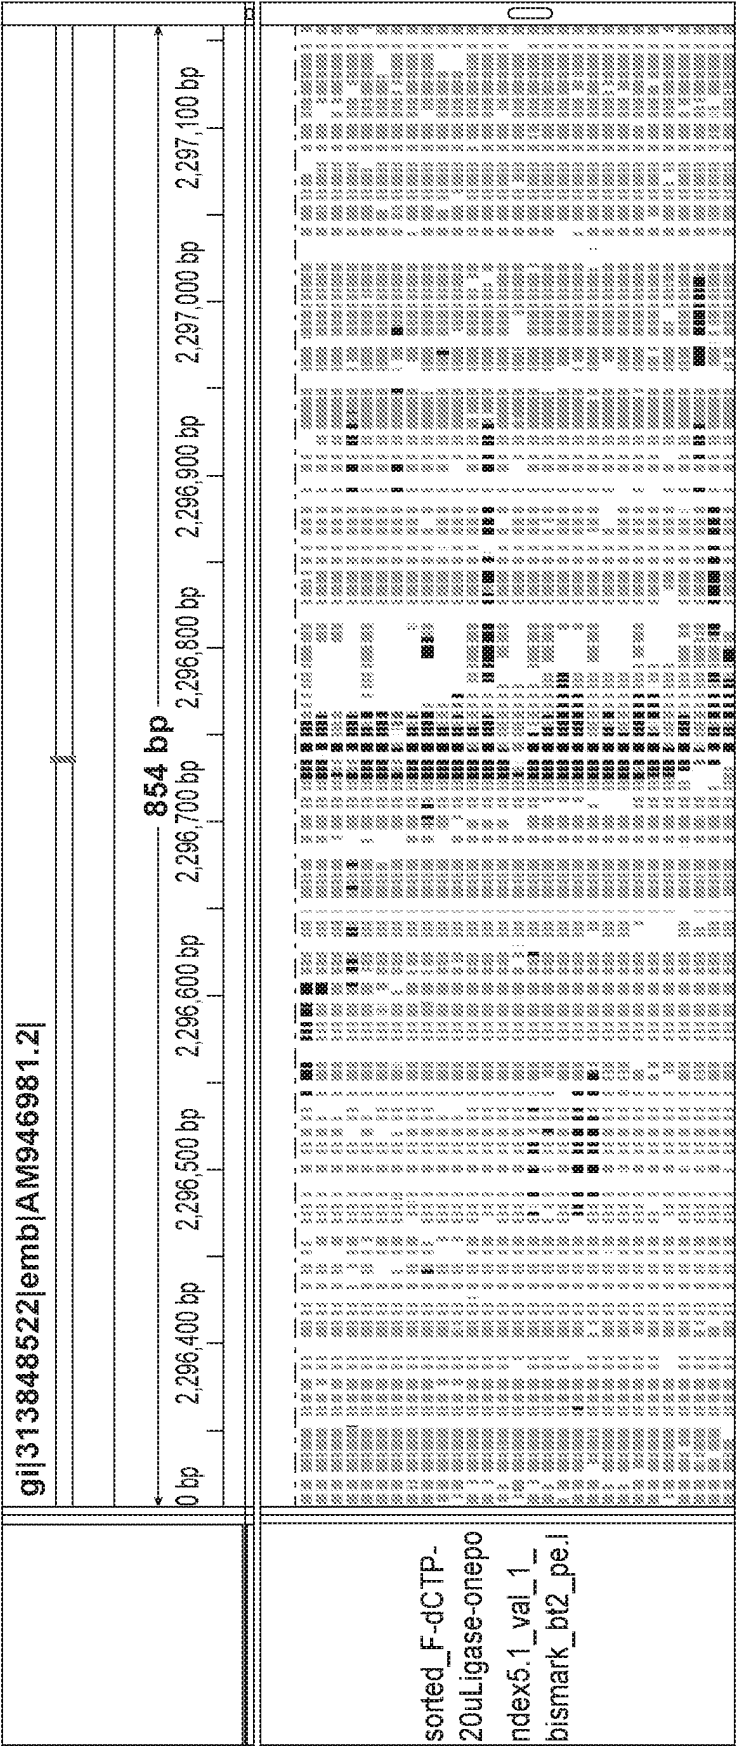 gi|313848522|emb|AM946981.2|
854 bp
0 bp
2,296,400 bp
2,296,500 bp
2,296,600 bp
2,296,700 bp
2,296,800 bp
2,296,900 bp
2,297,000 bp
2,297,100 bp
sorted_F-dCTP-
20uLigase-onepo
ndex5.1_val_1_
bismark_bt2_pe.l